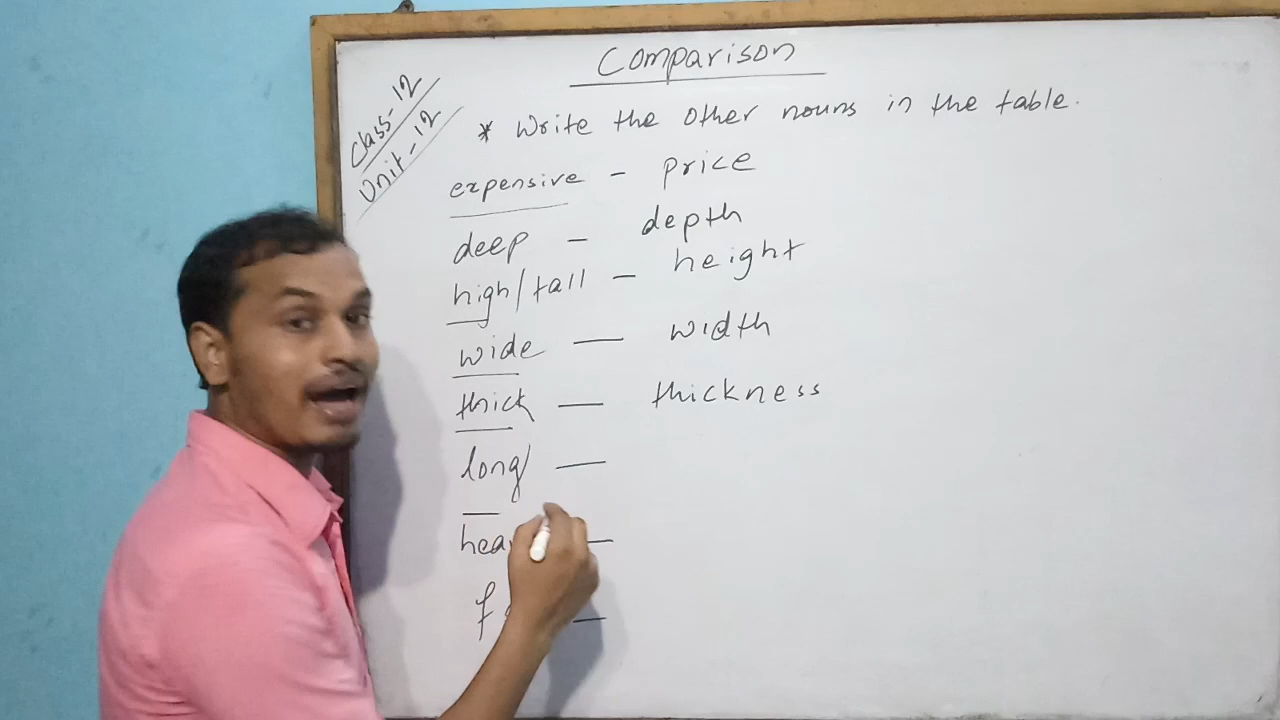 Comparison
Class-12
Unit-12
* Write the other nouns in the table.
expensive - price
deep - depth
high/tall - height
wide - width
thick - thickness
long -